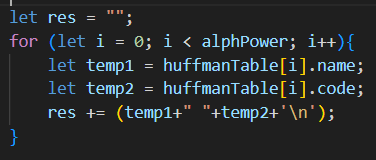 let res = "";
for (let i = 0; i < alphPower; i++){
    let temp1 = huffmanTable[i].name;
    let temp2 = huffmanTable[i].code;
    res += (temp1+" "+temp2+'\n');
}